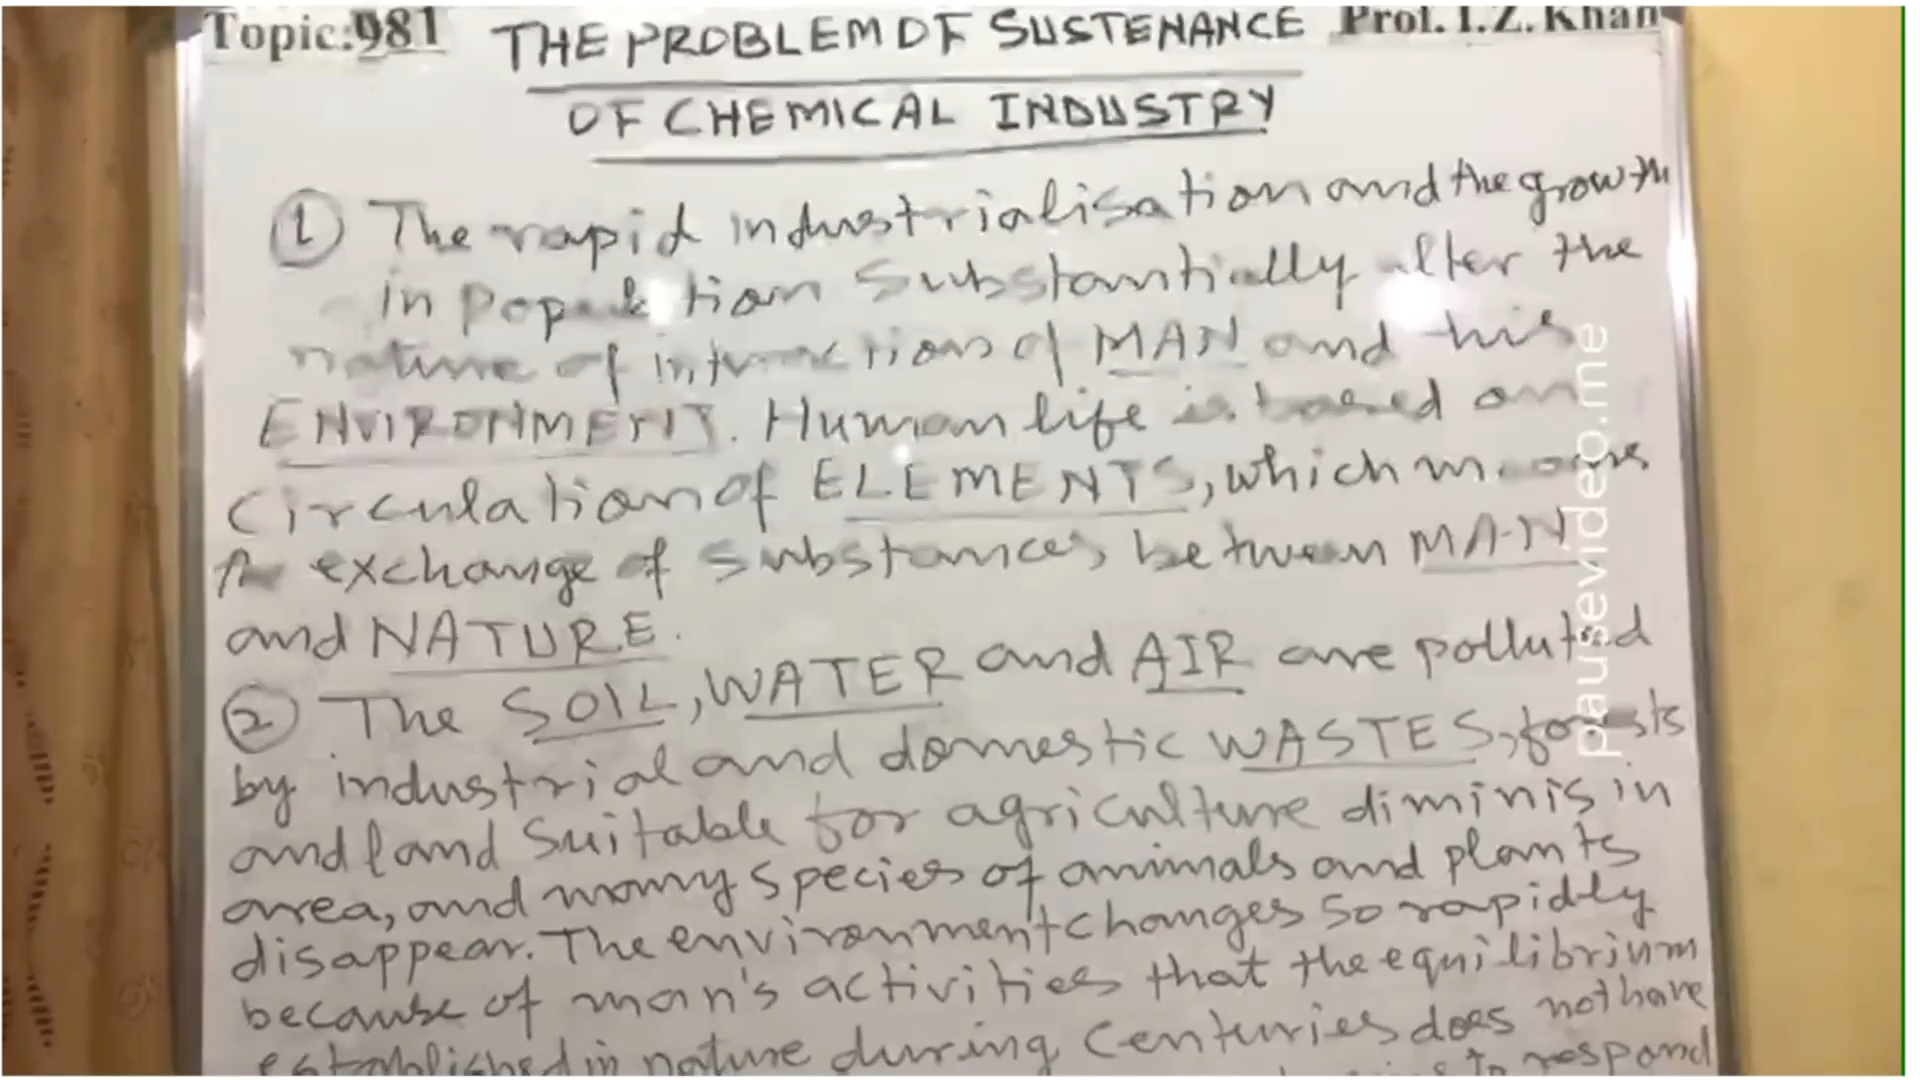 Topic:981 THE PROBLEM OF SUSTENANCE Prof. I.Z. Khan
OF CHEMICAL INDUSTRY
① The rapid industrialisation and the growth
in population substantially alter the
nature of interactions of MAN and his
ENVIRONMENT. Human life is based on
Circulation of ELEMENTS, which means
exchange of substances, between MAN
and NATURE.
② The SOIL, WATER and AIR are polluted
by industrial and domestic WASTES, forests
and land suitable for agriculture diminis in
area, and many species of animals and plants
disappear. The environment changes so rapidly
because of man's activities that the equilibrium
established in nature during Centuries does not have
to respond
pausevideo.me